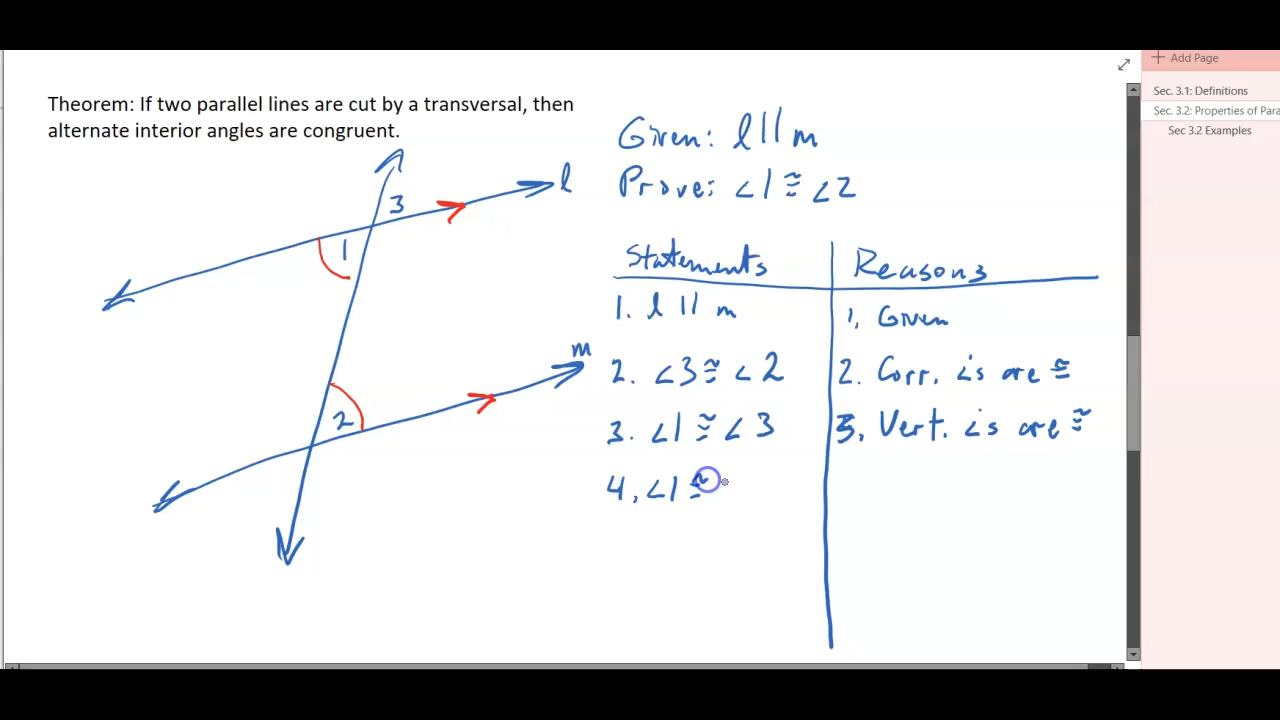 Add Page
Sec. 3.1: Definitions
Sec. 3.2: Properties of Para
Sec 3.2 Examples
Theorem: If two parallel lines are cut by a transversal, then
alternate interior angles are congruent.
Given: l || m
Prove: ∠1 ≅ ∠2
3
l
1
m
2
Statements
Reasons
1. l || m
1. Given
2. ∠3 ≅ ∠2
2. Corr. ∠s are ≅
3. ∠1 ≅ ∠3
3. Vert. ∠s are ≅
4. ∠1 ≅